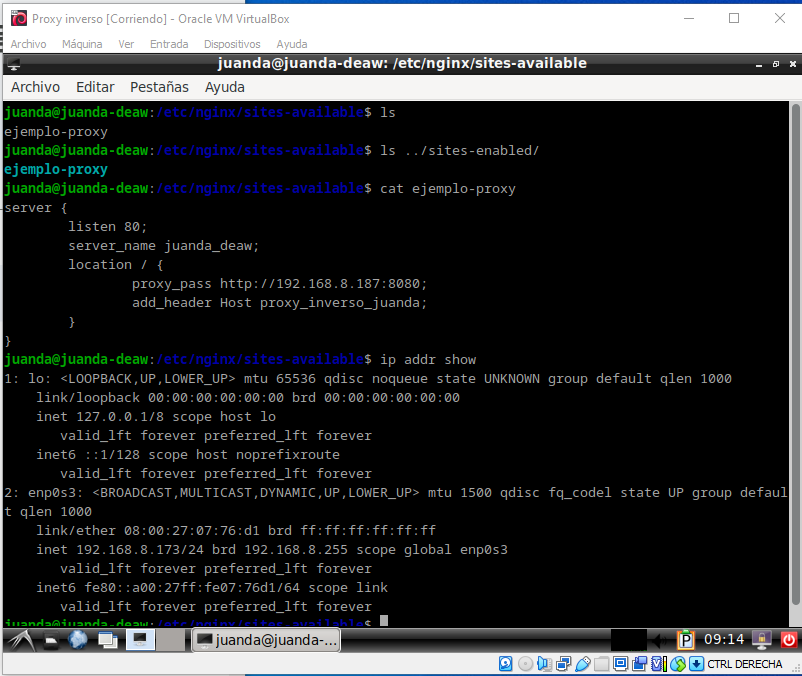 Proxy inverso [Corriendo] - Oracle VM VirtualBox
Archivo Máquina Ver Entrada Dispositivos Ayuda
juanda@juanda-deaw: /etc/nginx/sites-available
Archivo Editar Pestañas Ayuda
juanda@juanda-deaw:/etc/nginx/sites-available$ ls
ejemplo-proxy
juanda@juanda-deaw:/etc/nginx/sites-available$ ls ../sites-enabled/
ejemplo-proxy
juanda@juanda-deaw:/etc/nginx/sites-available$ cat ejemplo-proxy
server {
listen 80;
server_name juanda_deaw;
location / {
proxy_pass http://192.168.8.187:8080;
add_header Host proxy_inverso_juanda;
}
}
juanda@juanda-deaw:/etc/nginx/sites-available$ ip addr show
1: lo: <LOOPBACK,UP,LOWER_UP> mtu 65536 qdisc noqueue state UNKNOWN group default qlen 1000
link/loopback 00:00:00:00:00:00 brd 00:00:00:00:00:00
inet 127.0.0.1/8 scope host lo
valid_lft forever preferred_lft forever
inet6 ::1/128 scope host noprefixroute
valid_lft forever preferred_lft forever
2: enp0s3: <BROADCAST,MULTICAST,DYNAMIC,UP,LOWER_UP> mtu 1500 qdisc fq_codel state UP group defaul
t qlen 1000
link/ether 08:00:27:07:76:d1 brd ff:ff:ff:ff:ff:ff
inet 192.168.8.173/24 brd 192.168.8.255 scope global enp0s3
valid_lft forever preferred_lft forever
inet6 fe80::a00:27ff:fe07:76d1/64 scope link
valid_lft forever preferred_lft forever
juanda@juanda-deaw:/etc/nginx/sites-available$
juanda@juanda-...
P
09:14
CTRL DERECHA